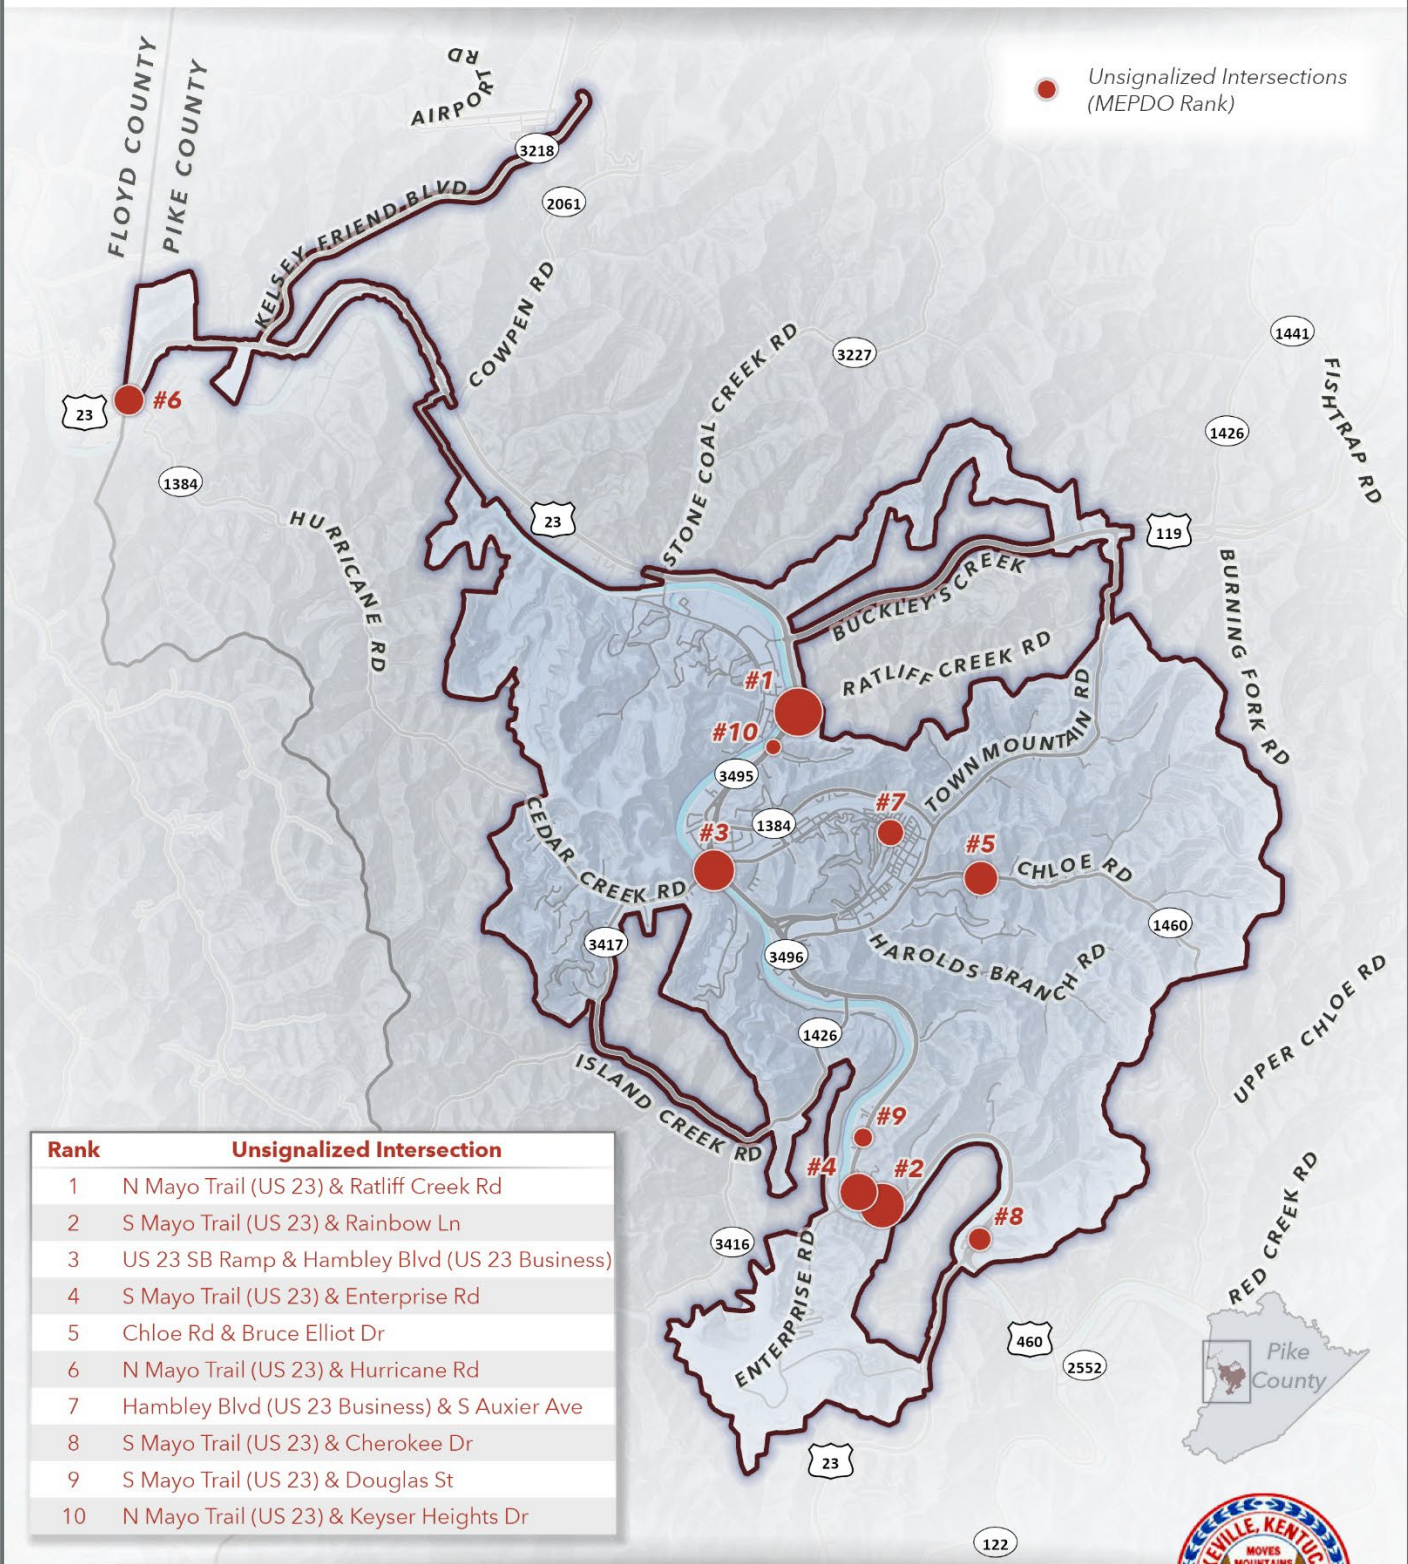 FLOYD COUNTY
PIKE COUNTY
AIRPORT RD
Unsignalized Intersections
(MEPDO Rank)
3218
KELSEY FRIEND BLVD
2061
COWPEN RD
STONE COAL CREEK RD
3227
1441
FISHTRAP RD
23
#6
1426
1384
HURRICANE RD
23
119
BURNING FORK RD
BUCKLEY'S CREEK
RATLIFF CREEK RD
#1
#10
TOWN MOUNTAIN RD
3495
#7
1384
#3
#5
CHLOE RD
CEDAR CREEK RD
1460
3417
3496
HAROLDS BRANCH RD
1426
UPPER CHLOE RD
ISLAND CREEK RD
#9
#4
#2
#8
3416
ENTERPRISE RD
RED CREEK RD
460
2552
Pike
County
23
122
Rank Unsignalized Intersection
1 N Mayo Trail (US 23) & Ratliff Creek Rd
2 S Mayo Trail (US 23) & Rainbow Ln
3 US 23 SB Ramp & Hambley Blvd (US 23 Business)
4 S Mayo Trail (US 23) & Enterprise Rd
5 Chloe Rd & Bruce Elliot Dr
6 N Mayo Trail (US 23) & Hurricane Rd
7 Hambley Blvd (US 23 Business) & S Auxier Ave
8 S Mayo Trail (US 23) & Cherokee Dr
9 S Mayo Trail (US 23) & Douglas St
10 N Mayo Trail (US 23) & Keyser Heights Dr
EVILLE, KENTUC
MOVES
MOUNTAINS